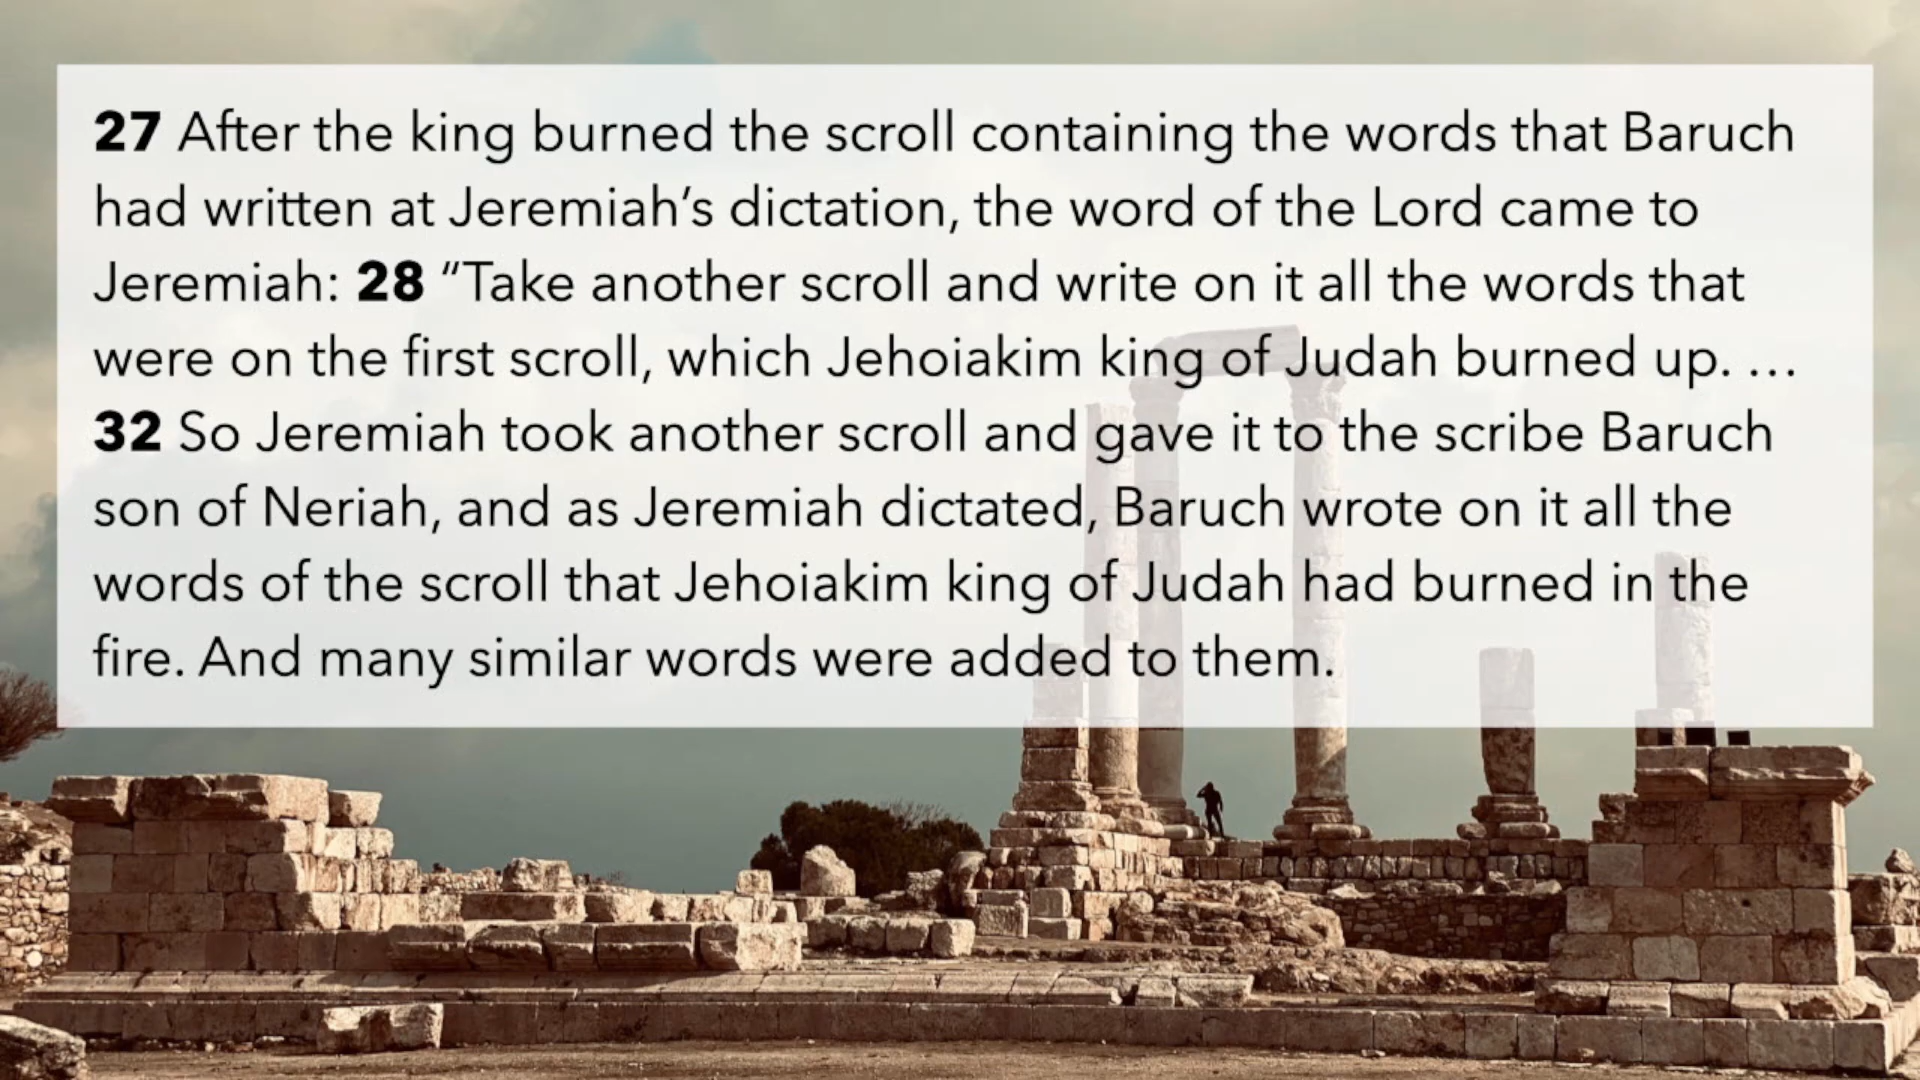 27 After the king burned the scroll containing the words that Baruch
had written at Jeremiah’s dictation, the word of the Lord came to
Jeremiah: 28 “Take another scroll and write on it all the words that
were on the first scroll, which Jehoiakim king of Judah burned up. …
32 So Jeremiah took another scroll and gave it to the scribe Baruch
son of Neriah, and as Jeremiah dictated, Baruch wrote on it all the
words of the scroll that Jehoiakim king of Judah had burned in the
fire. And many similar words were added to them.